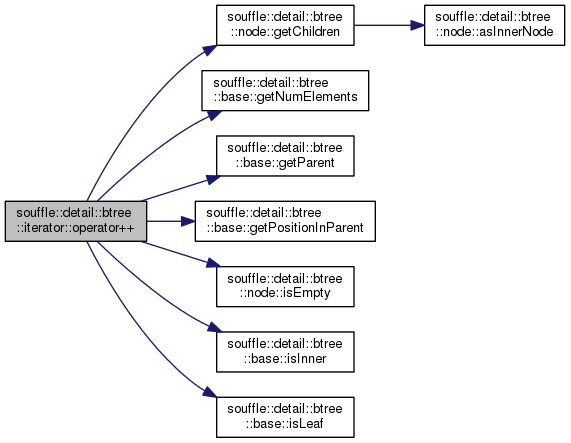 souffle::detail::btree
::node::getChildren
souffle::detail::btree
::node::asInnerNode
souffle::detail::btree
::base::getNumElements
souffle::detail::btree
::base::getParent
souffle::detail::btree
::iterator::operator++
souffle::detail::btree
::base::getPositionInParent
souffle::detail::btree
::node::isEmpty
souffle::detail::btree
::base::isInner
souffle::detail::btree
::base::isLeaf